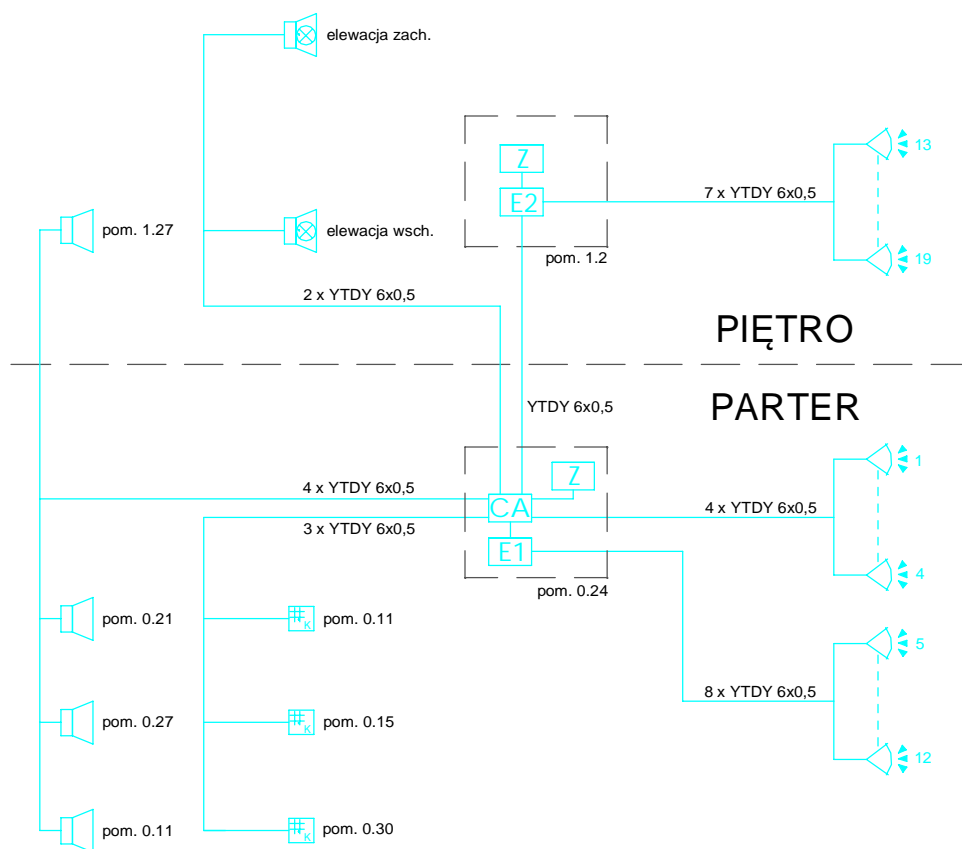 elewacja zach.
Z
13
E2
7 x YTDY 6x0,5
pom. 1.27
elewacja wsch.
pom. 1.2
19
2 x YTDY 6x0,5
PIĘTRO
YTDY 6x0,5
PARTER
1
Z
4 x YTDY 6x0,5
CA
4 x YTDY 6x0,5
3 x YTDY 6x0,5
E1
4
pom. 0.24
pom. 0.21
K
pom. 0.11
5
8 x YTDY 6x0,5
pom. 0.27
K
pom. 0.15
12
pom. 0.11
K
pom. 0.30